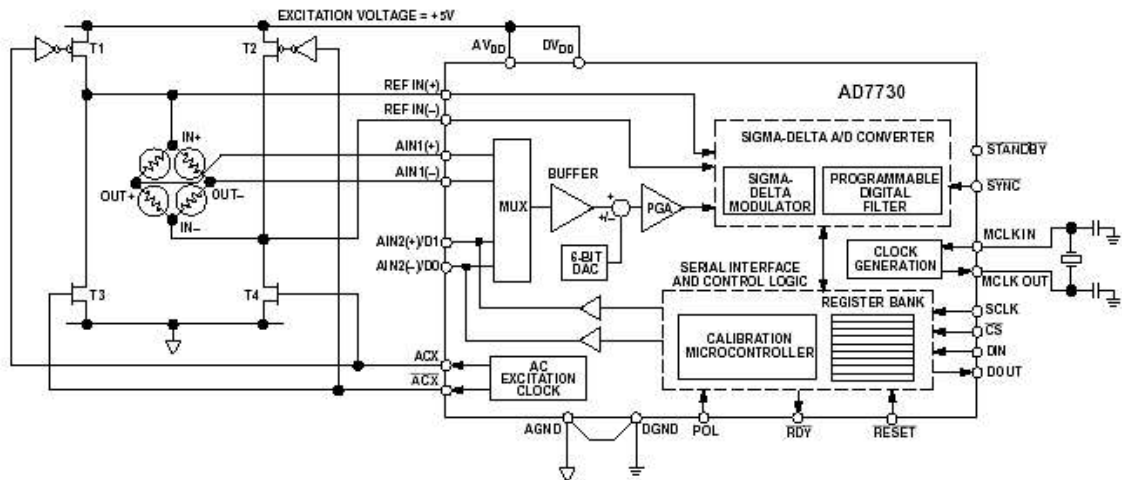 EXCITATION VOLTAGE = +5V
T1
T2
AVDD
DVDD
AD7730
REF IN(+)
REF IN(–)
IN+
OUT+
OUT–
IN–
AIN1(+)
AIN1(–)
MUX
BUFFER
+
+/–
PGA
6-BIT
DAC
SIGMA-DELTA A/D CONVERTER
SIGMA-
DELTA
MODULATOR
PROGRAMMABLE
DIGITAL
FILTER
STANDBY
SYNC
AIN2(+)/D1
AIN2(–)/D0
SERIAL INTERFACE
AND CONTROL LOGIC
CLOCK
GENERATION
MCLK IN
MCLK OUT
T3
T4
REGISTER BANK
CALIBRATION
MICROCONTROLLER
SCLK
CS
DIN
DOUT
ACX
ACX
AC
EXCITATION
CLOCK
AGND
DGND
POL
RDY
RESET